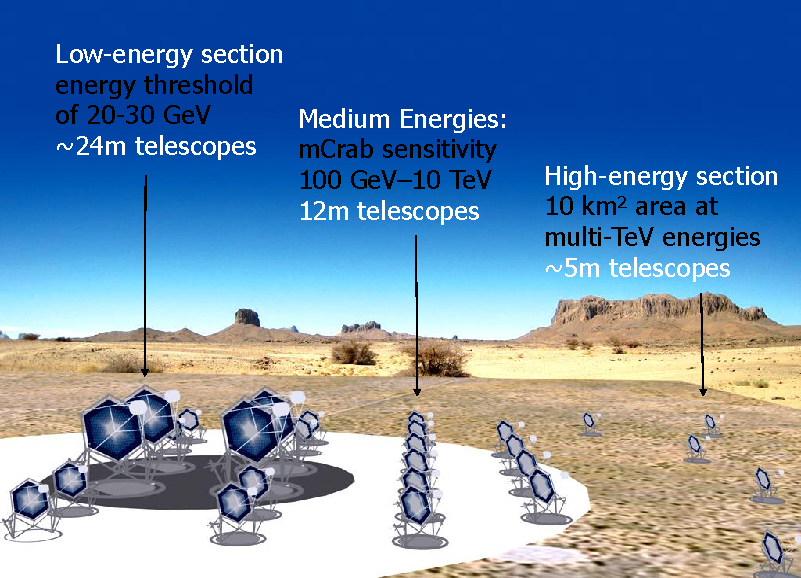 Low-energy section
energy threshold
of 20-30 GeV
~24m telescopes
Medium Energies:
mCrab sensitivity
100 GeV–10 TeV
12m telescopes
High-energy section
10 km² area at
multi-TeV energies
~5m telescopes